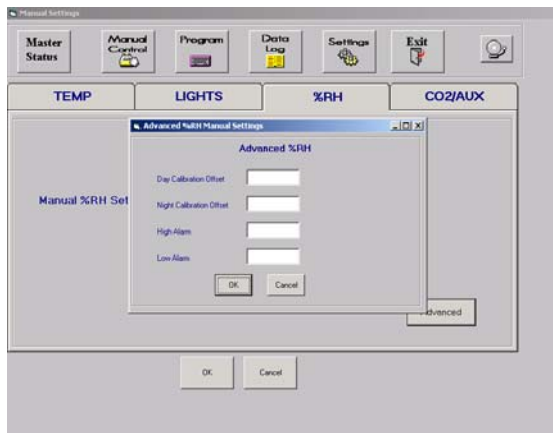 Manual Settings
Master Status
Manual Control
Program
Data Log
Settings
Exit
TEMP
LIGHTS
%RH
CO2/AUX
Advanced %RH Manual Settings
Advanced %RH
Day Calibration Offset
Manual %RH Set
Night Calibration Offset
High Alarm
Low Alarm
OK
Cancel
Advanced
OK
Cancel